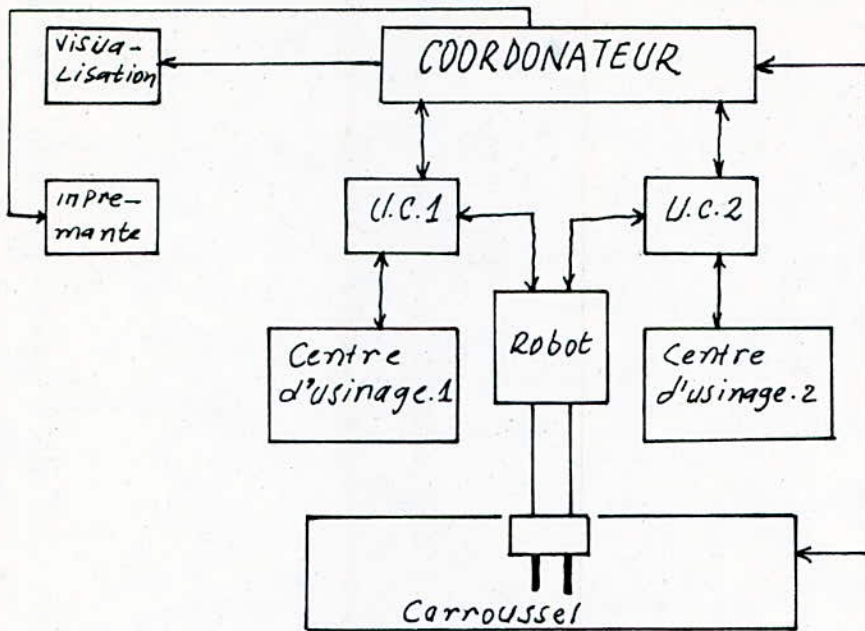 visua-
lisation
COORDONATEUR
inpre-
mante
U.C.1
U.C.2
Centre
d'usinage.1
Robot
Centre
d'usinage.2
Carroussel